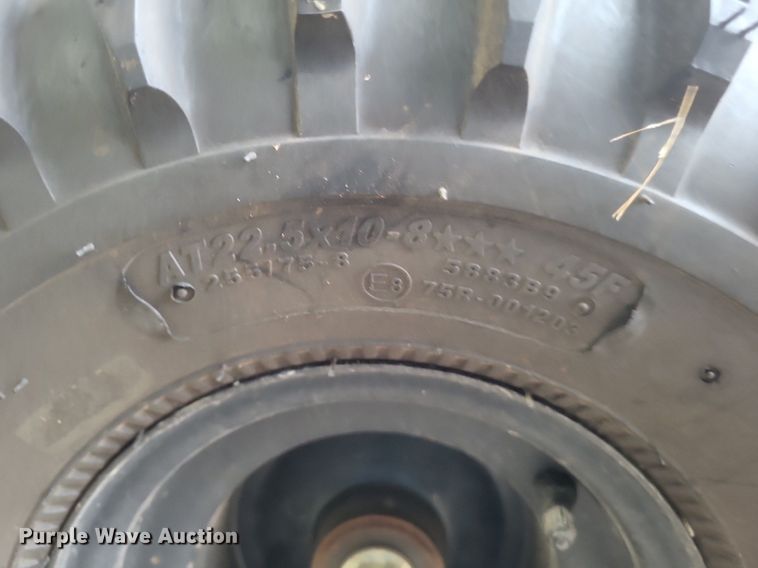 AT22.5x10-8★★★ 45F
255/75-8 588389
E8 75R-001203
Purple Wave Auction